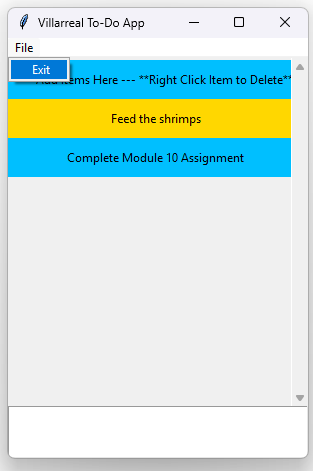 Villarreal To-Do App
File
Exit
Items Here --- **Right Click Item to Delete**
Feed the shrimps
Complete Module 10 Assignment